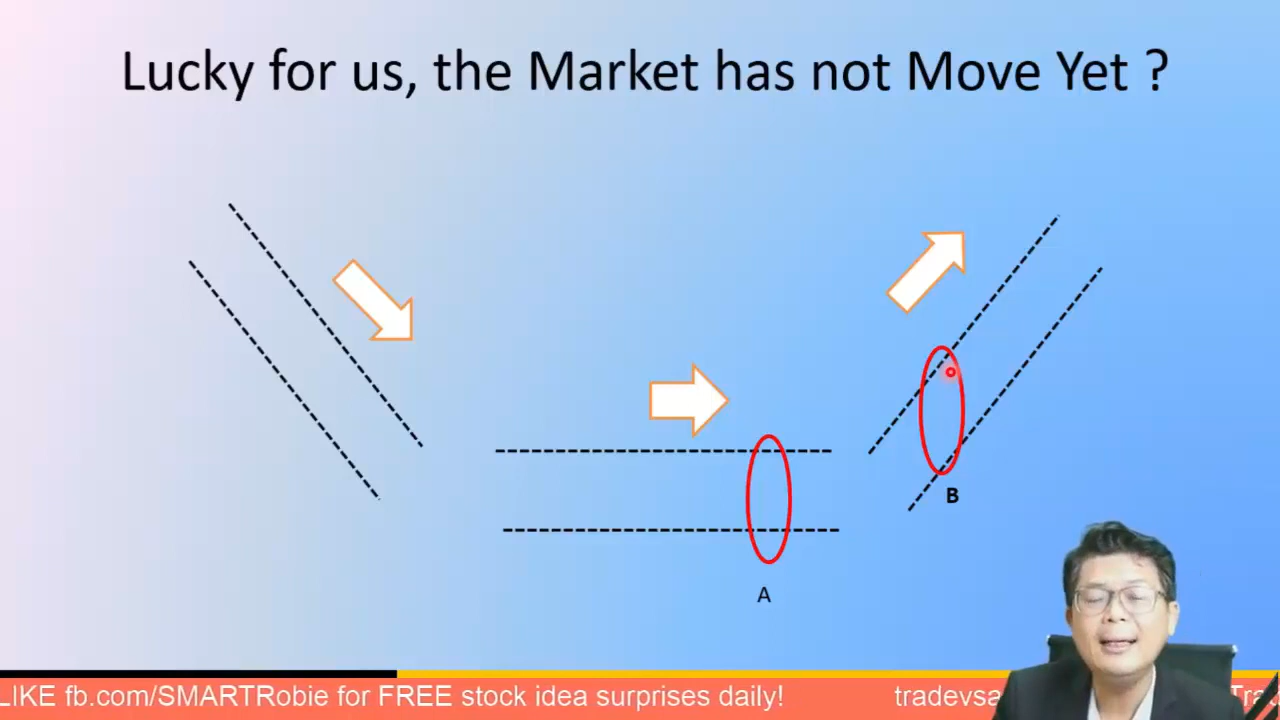 Lucky for us, the Market has not Move Yet ?
B
A
LIKE fb.com/SMARTRobie for FREE stock idea surprises daily!